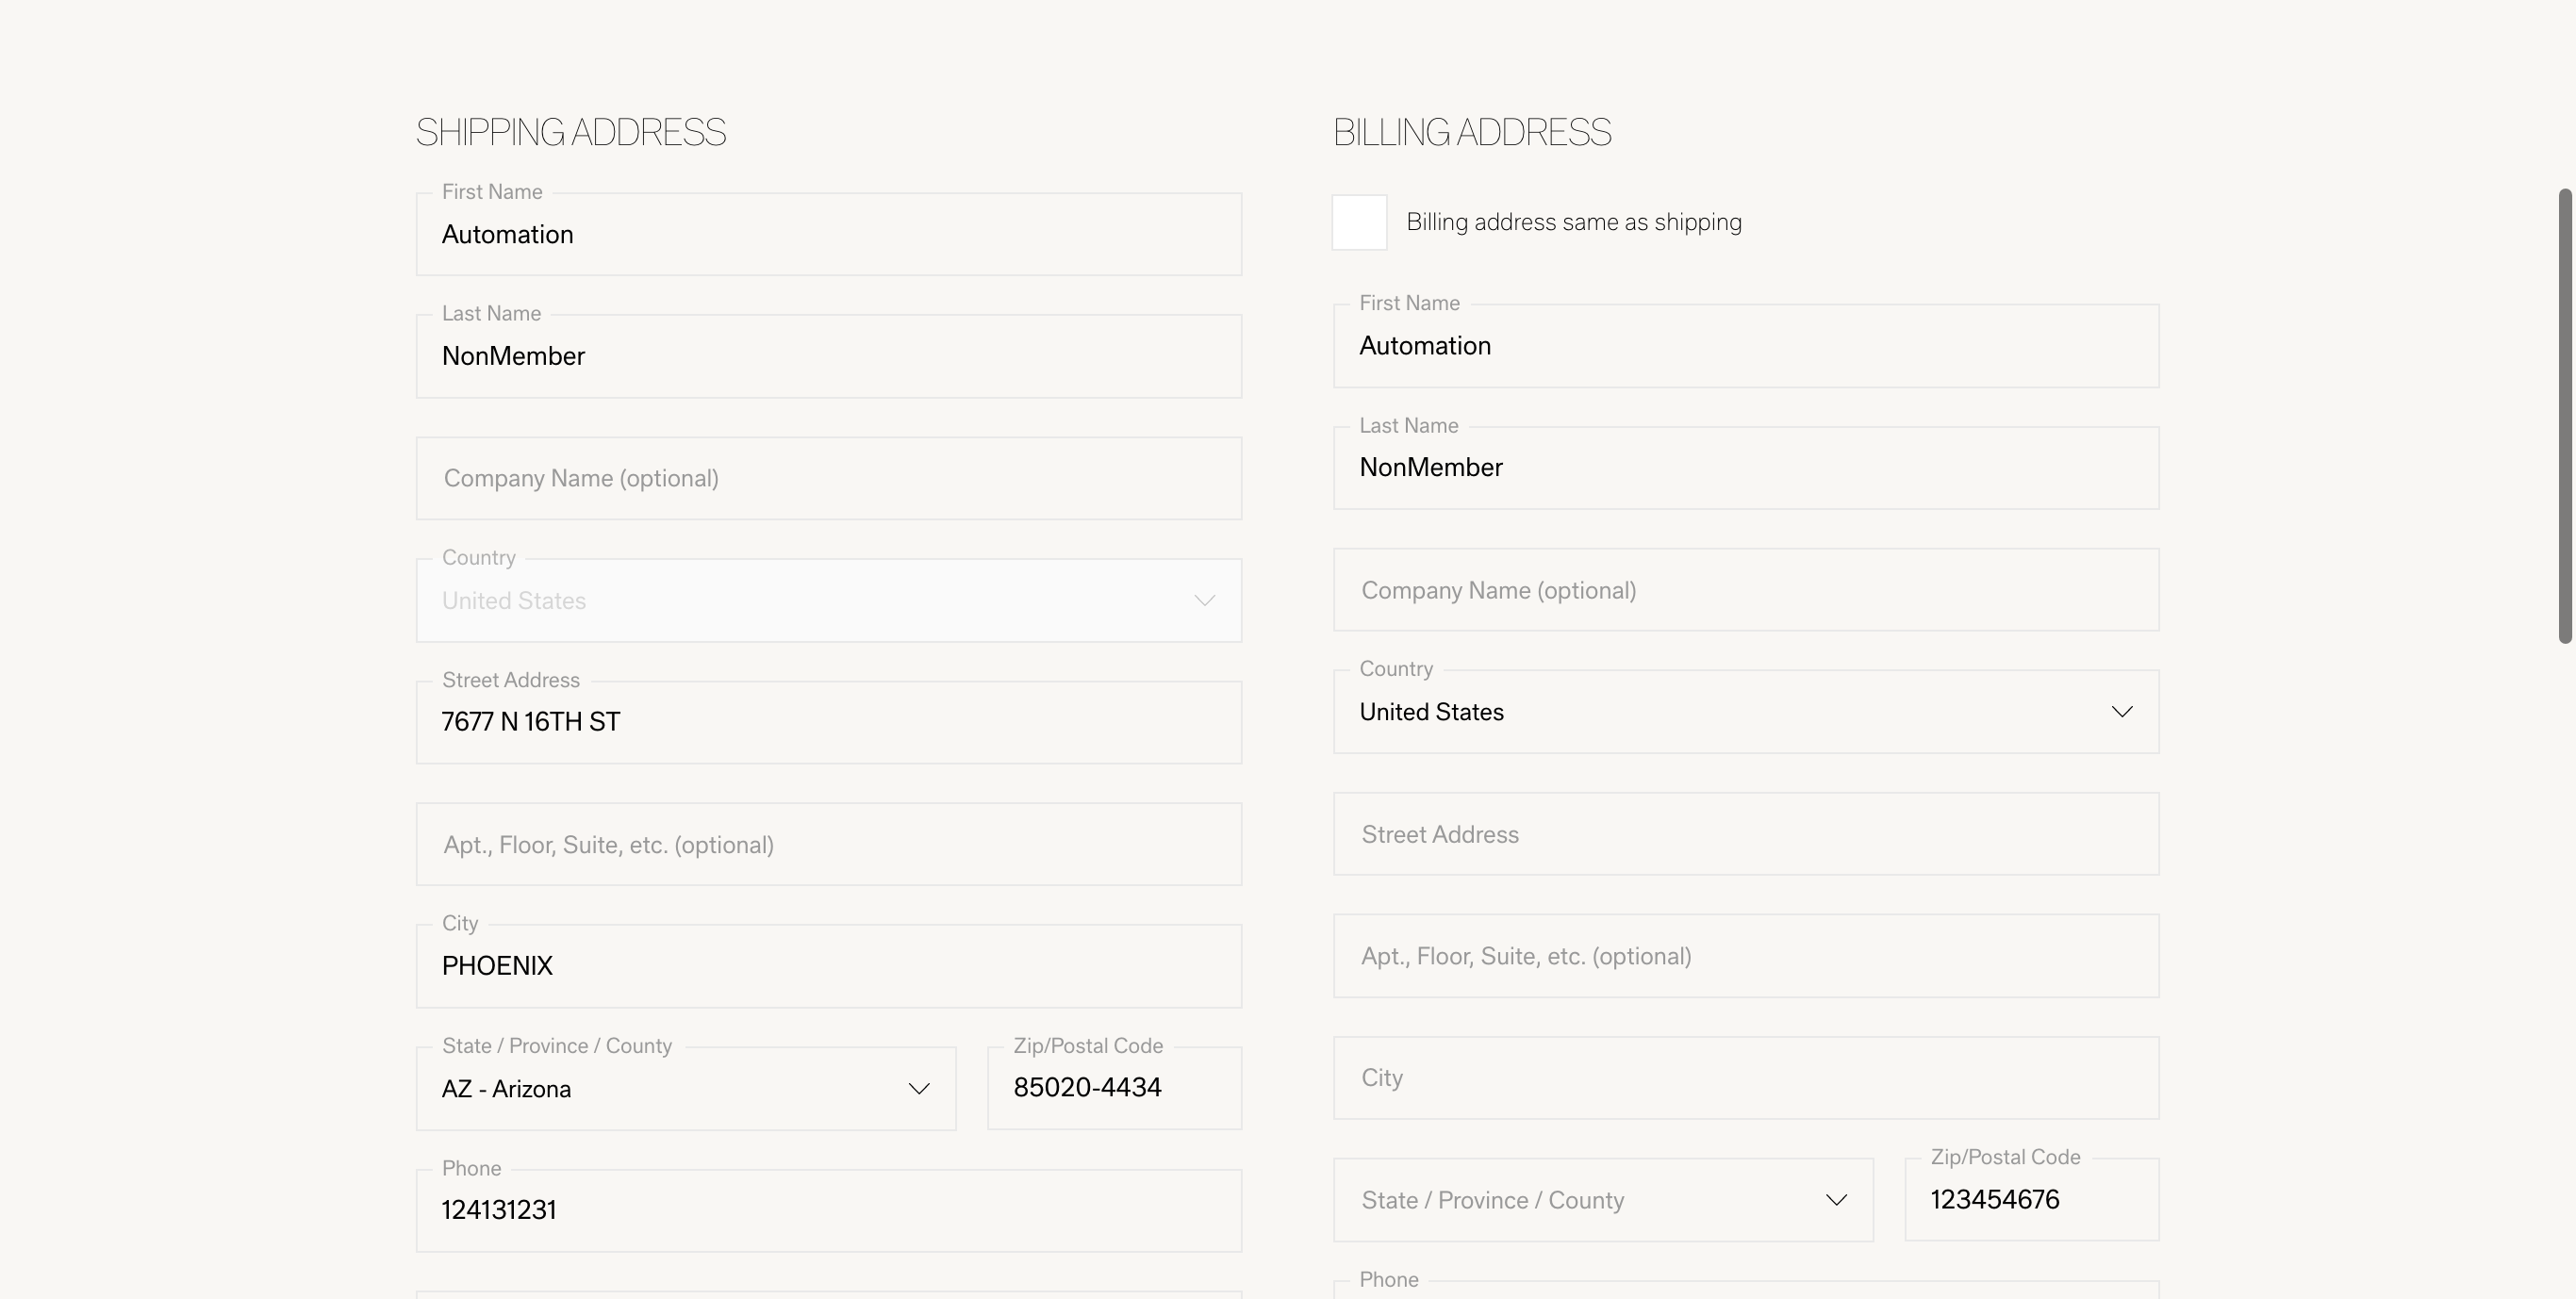 SHIPPING ADDRESS
First Name
Automation
Last Name
NonMember
Company Name (optional)
Country
United States
Street Address
7677 N 16TH ST
Apt., Floor, Suite, etc. (optional)
City
PHOENIX
State / Province / County
AZ - Arizona
Zip/Postal Code
85020-4434
Phone
124131231
BILLING ADDRESS
Billing address same as shipping
First Name
Automation
Last Name
NonMember
Company Name (optional)
Country
United States
Street Address
Apt., Floor, Suite, etc. (optional)
City
State / Province / County
Zip/Postal Code
123454676
Phone